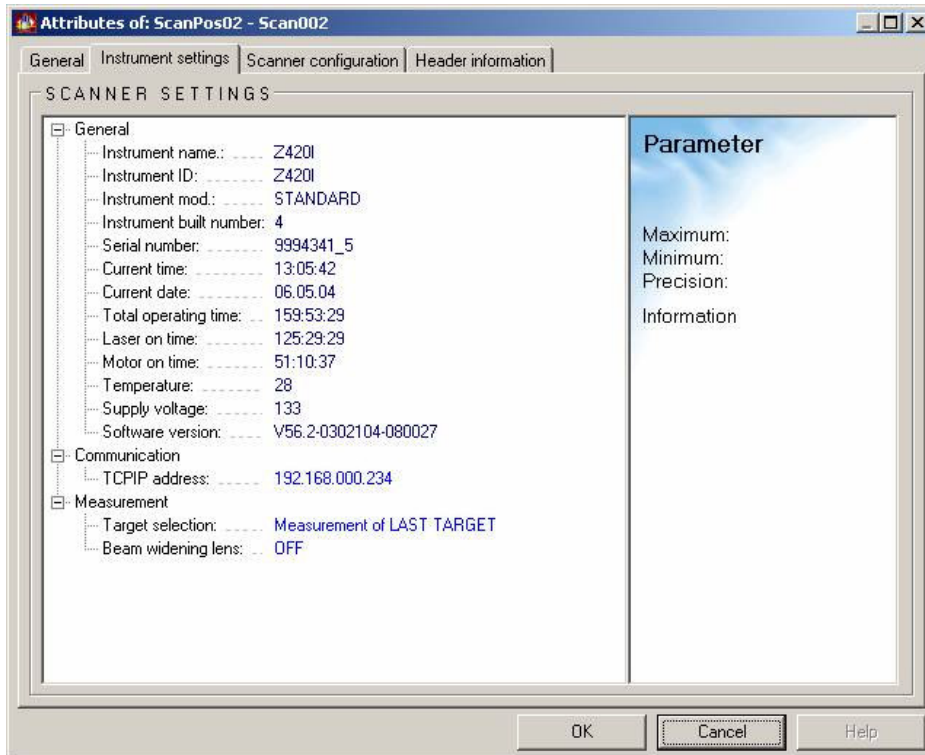 Attributes of: ScanPos02 - Scan002
General Instrument settings Scanner configuration Header information
SCANNER SETTINGS
General
Instrument name.: Z420I
Instrument ID: Z420I
Instrument mod.: STANDARD
Instrument built number: 4
Serial number: 9994341_5
Current time: 13:05:42
Current date: 06.05.04
Total operating time: 159:53:29
Laser on time: 125:29:29
Motor on time: 51:10:37
Temperature: 28
Supply voltage: 133
Software version: V56.2-0302104-080027
Communication
TCPIP address: 192.168.000.234
Measurement
Target selection: Measurement of LAST TARGET
Beam widening lens: OFF
Parameter
Maximum:
Minimum:
Precision:
Information
OK Cancel Help